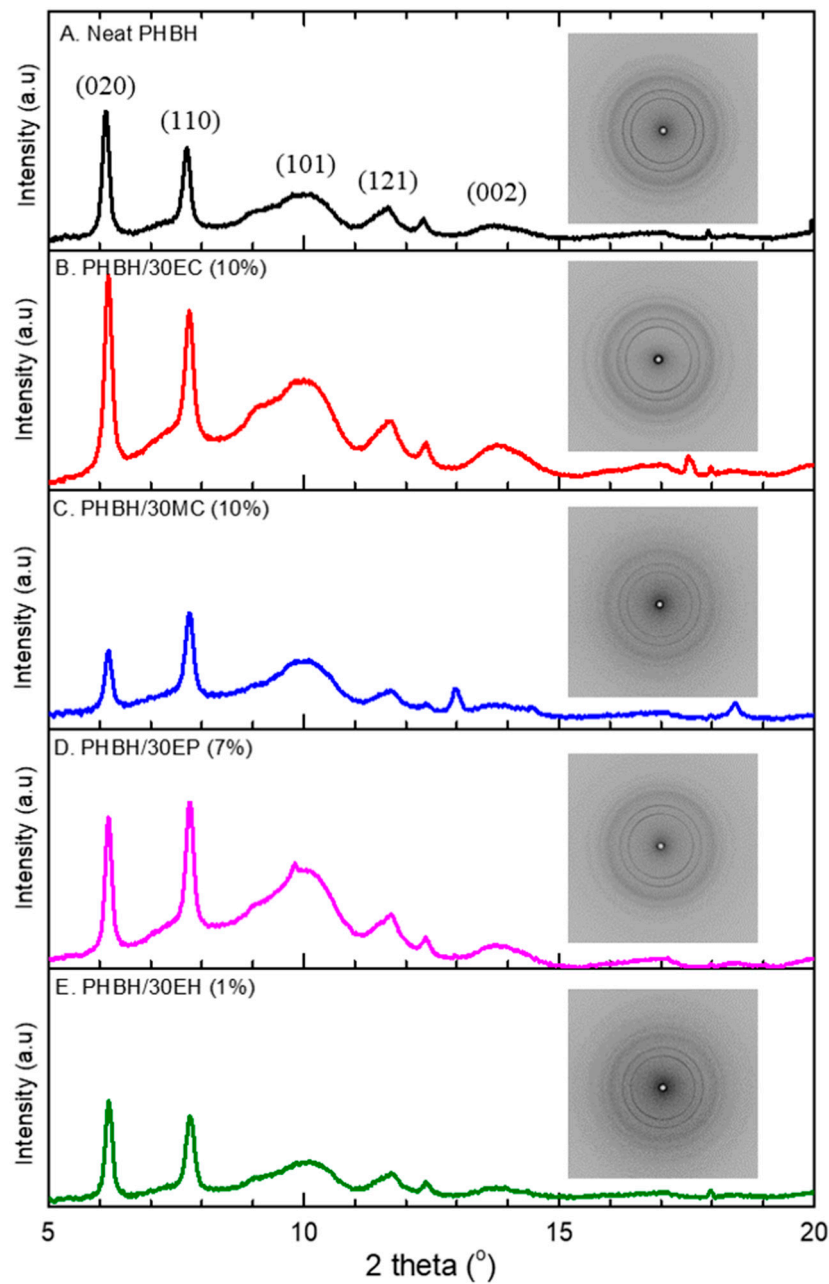 A. Neat PHBH
(020)
(110)
(101)
(121)
(002)
Intensity (a.u)
B. PHBH/30EC (10%)
Intensity (a.u)
C. PHBH/30MC (10%)
Intensity (a.u)
D. PHBH/30EP (7%)
Intensity (a.u)
E. PHBH/30EH (1%)
Intensity (a.u)
5 10 15 20
2 theta (°)